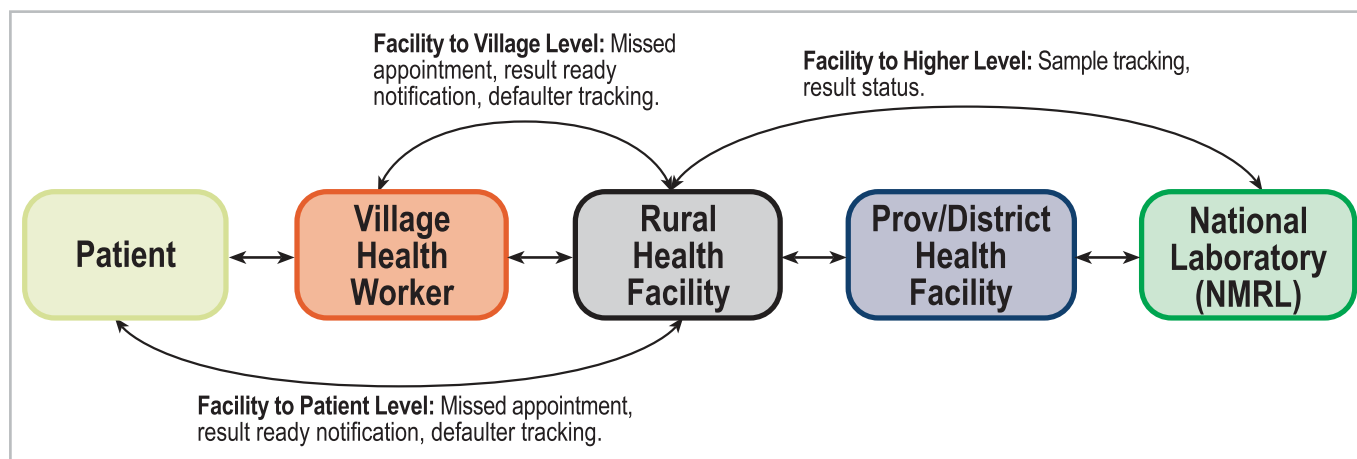 Facility to Village Level: Missed
appointment, result ready
notification, defaulter tracking.
Facility to Higher Level: Sample tracking,
result status.
Patient
Village
Health
Worker
Rural
Health
Facility
Prov/District
Health
Facility
National
Laboratory
(NMRL)
Facility to Patient Level: Missed appointment,
result ready notification, defaulter tracking.